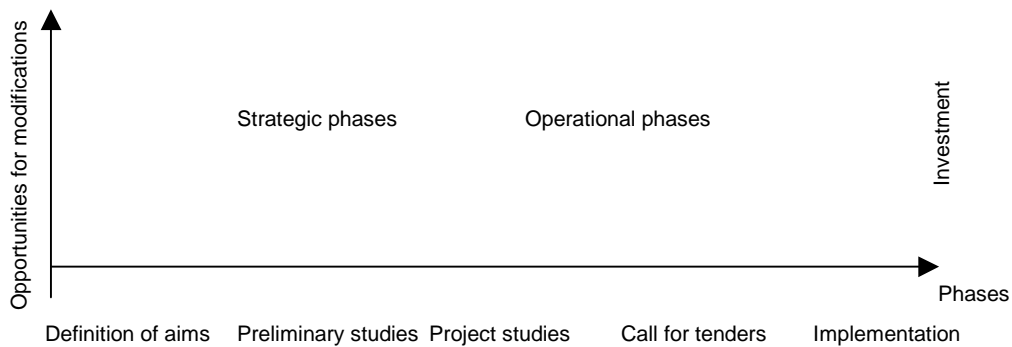 Opportunities for modifications
Strategic phases
Operational phases
Investment
Phases
Definition of aims
Preliminary studies
Project studies
Call for tenders
Implementation